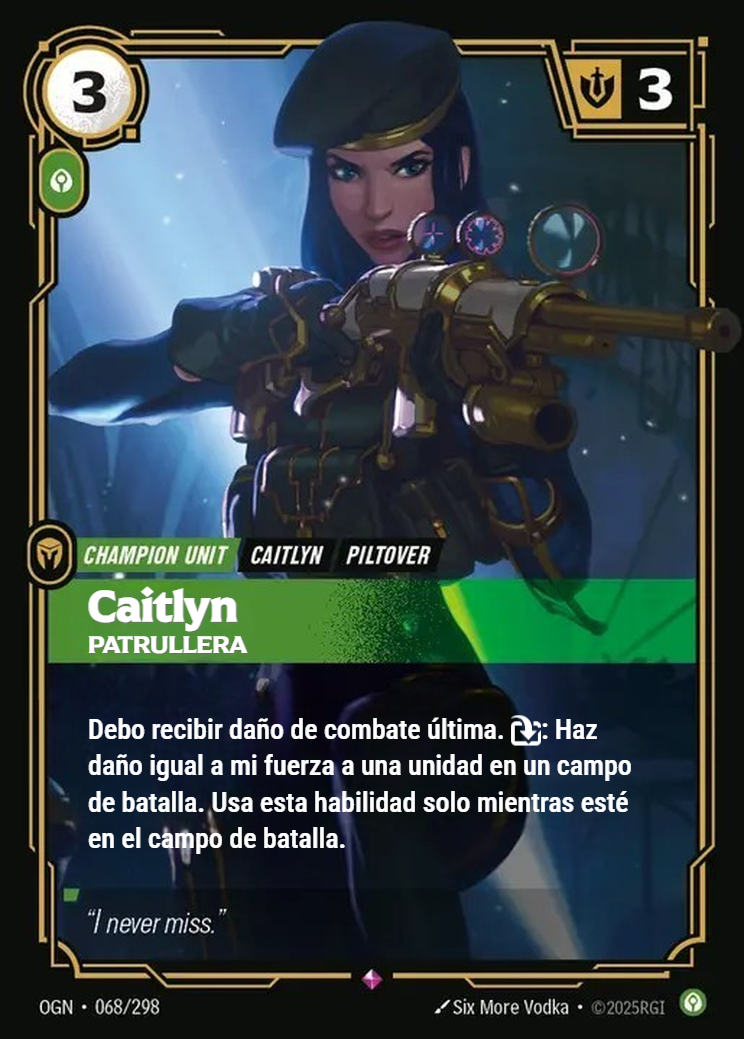 3
3
CHAMPION UNIT CAITLYN PILTOVER
Caitlyn
PATRULLERA
Debo recibir daño de combate última. : Haz
daño igual a mi fuerza a una unidad en un campo
de batalla. Usa esta habilidad solo mientras esté
en el campo de batalla.
“I never miss.”
OGN • 068/298 Six More Vodka • ©2025RGI